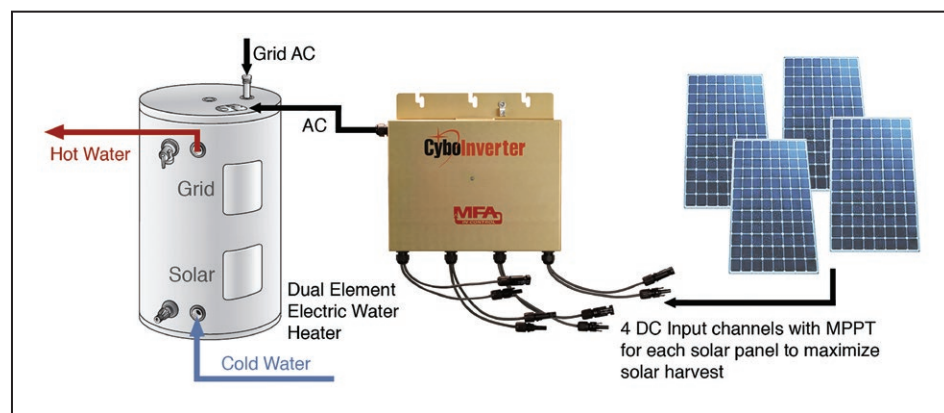 Grid AC
AC
Hot Water
Grid
Solar
Dual Element
Electric Water
Heater
Cold Water
CyboInverter
MFA
4 DC Input channels with MPPT
for each solar panel to maximize
solar harvest